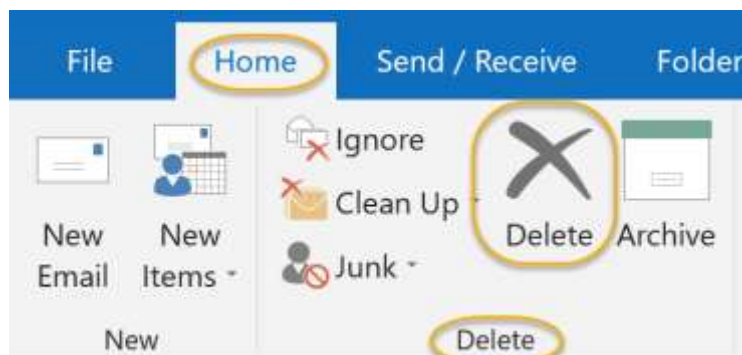 File Home Send / Receive Folder
New Email
New Items
Ignore
Clean Up
Junk
Delete
Archive
New
Delete